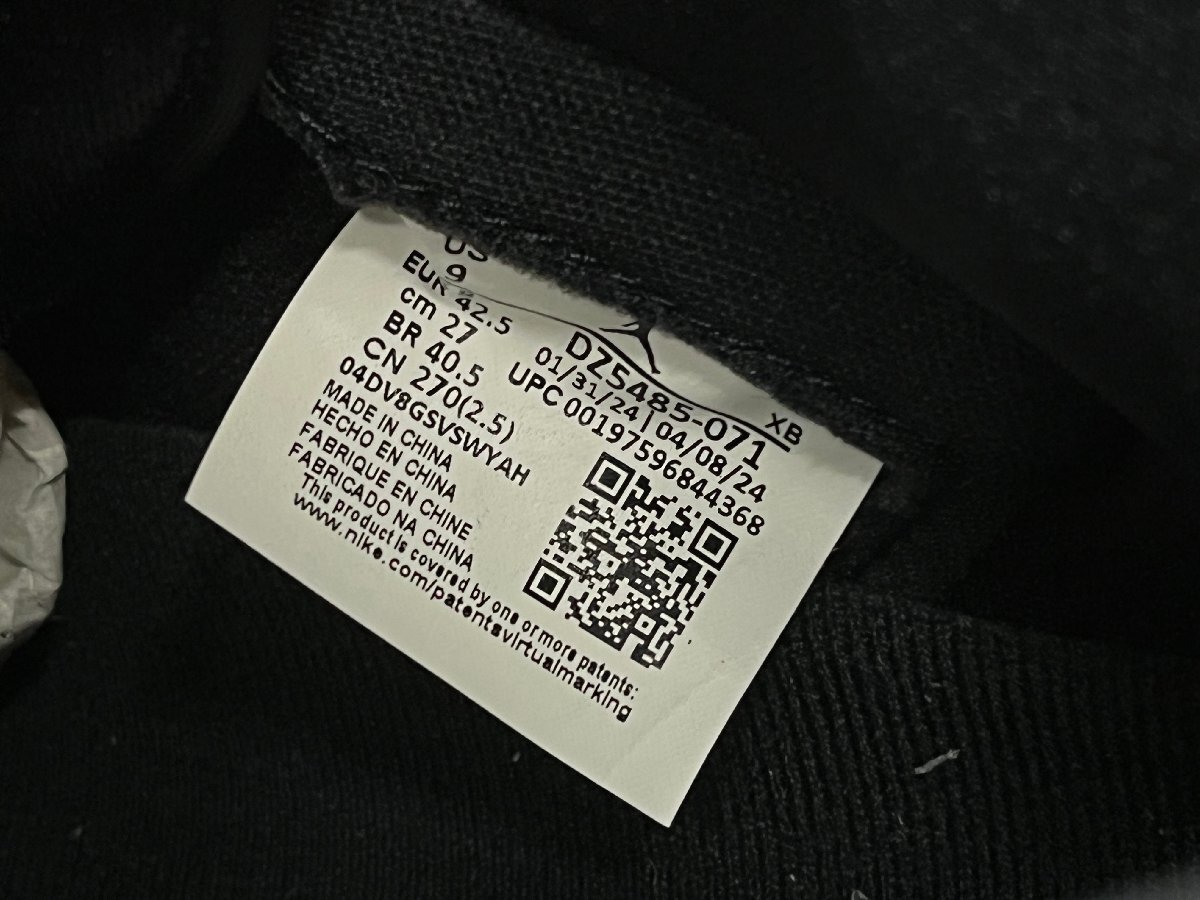 US
9
EUR 42.5
cm 27
BR 40.5
CN 270(2.5)
04DV8GSVSWYAH
MADE IN CHINA
HECHO EN CHINA
FABRIQUE EN CHINE
FABRICADO NA CHINA
This product is covered by one or more patents:
www.nike.com/patentsvirtualmarking
XB
DZ5485-071
01/31/24 | 04/08/24
UPC 00197596844368